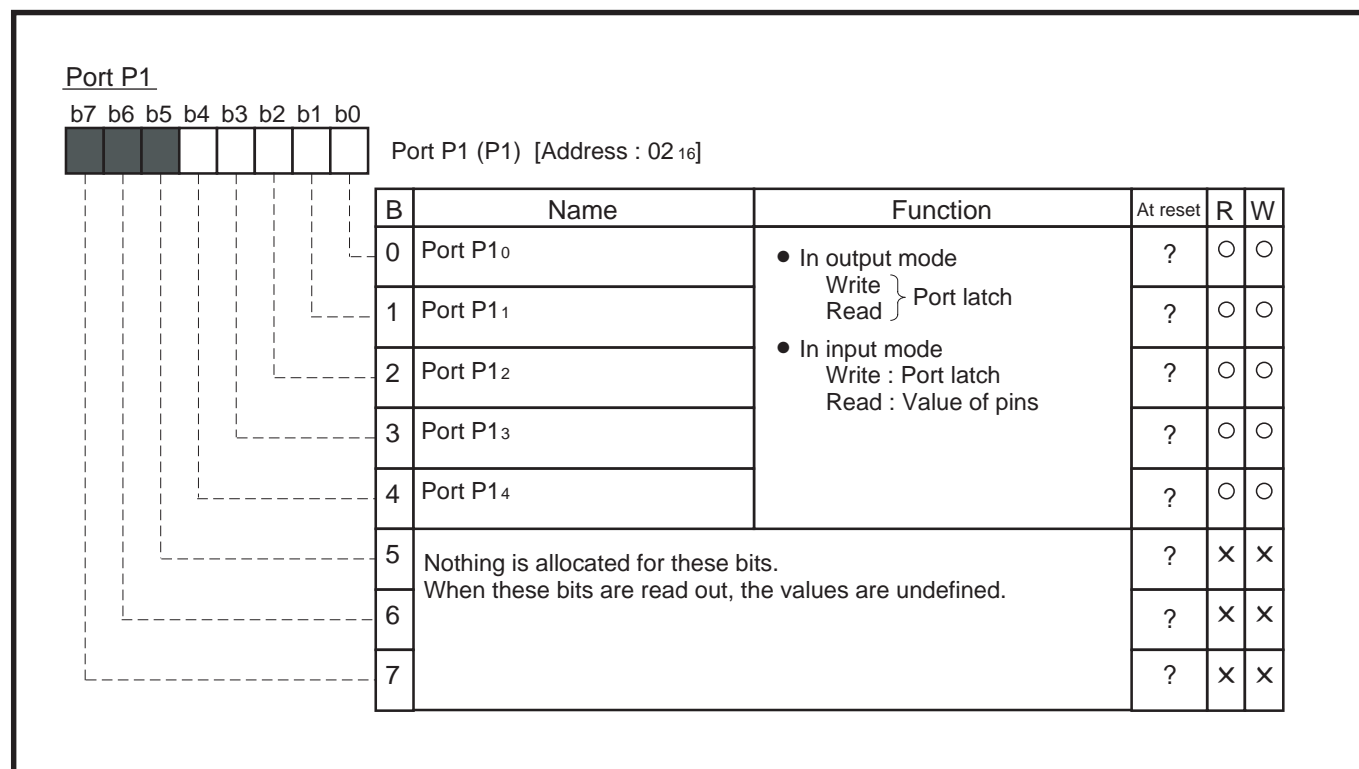 Port P1
b7 b6 b5 b4 b3 b2 b1 b0
Port P1 (P1) [Address : 02 16]
B Name Function At reset R W
0 Port P10 ? ○ ○
1 Port P11 ? ○ ○
2 Port P12 ? ○ ○
3 Port P13 ? ○ ○
4 Port P14 ? ○ ○
● In output mode
Write
Read
Port latch
● In input mode
Write : Port latch
Read : Value of pins
5 Nothing is allocated for these bits. ? × ×
When these bits are read out, the values are undefined.
6 ? × ×
7 ? × ×